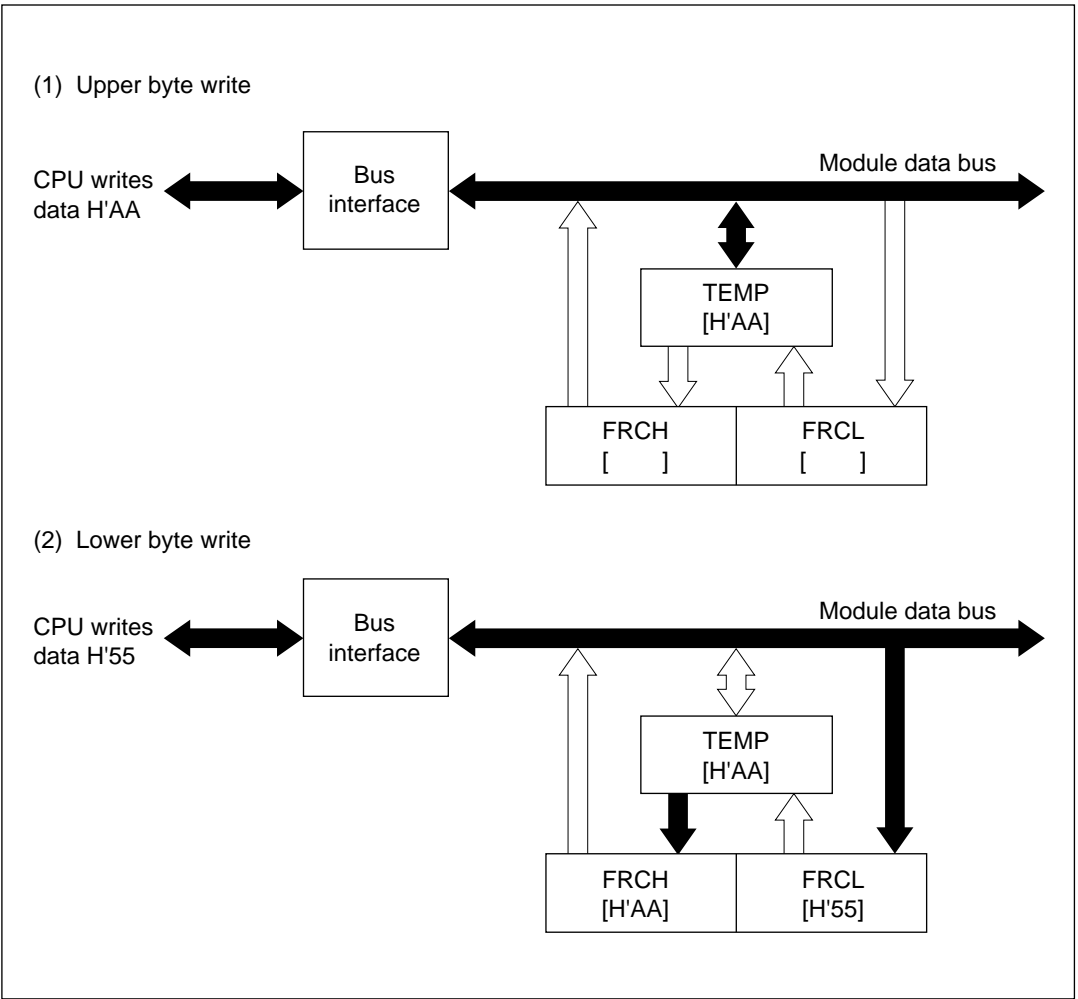 (1) Upper byte write
CPU writes
data H'AA
Bus
interface
Module data bus
TEMP
[H'AA]
FRCH
[ ]
FRCL
[ ]
(2) Lower byte write
CPU writes
data H'55
Bus
interface
Module data bus
TEMP
[H'AA]
FRCH
[H'AA]
FRCL
[H'55]